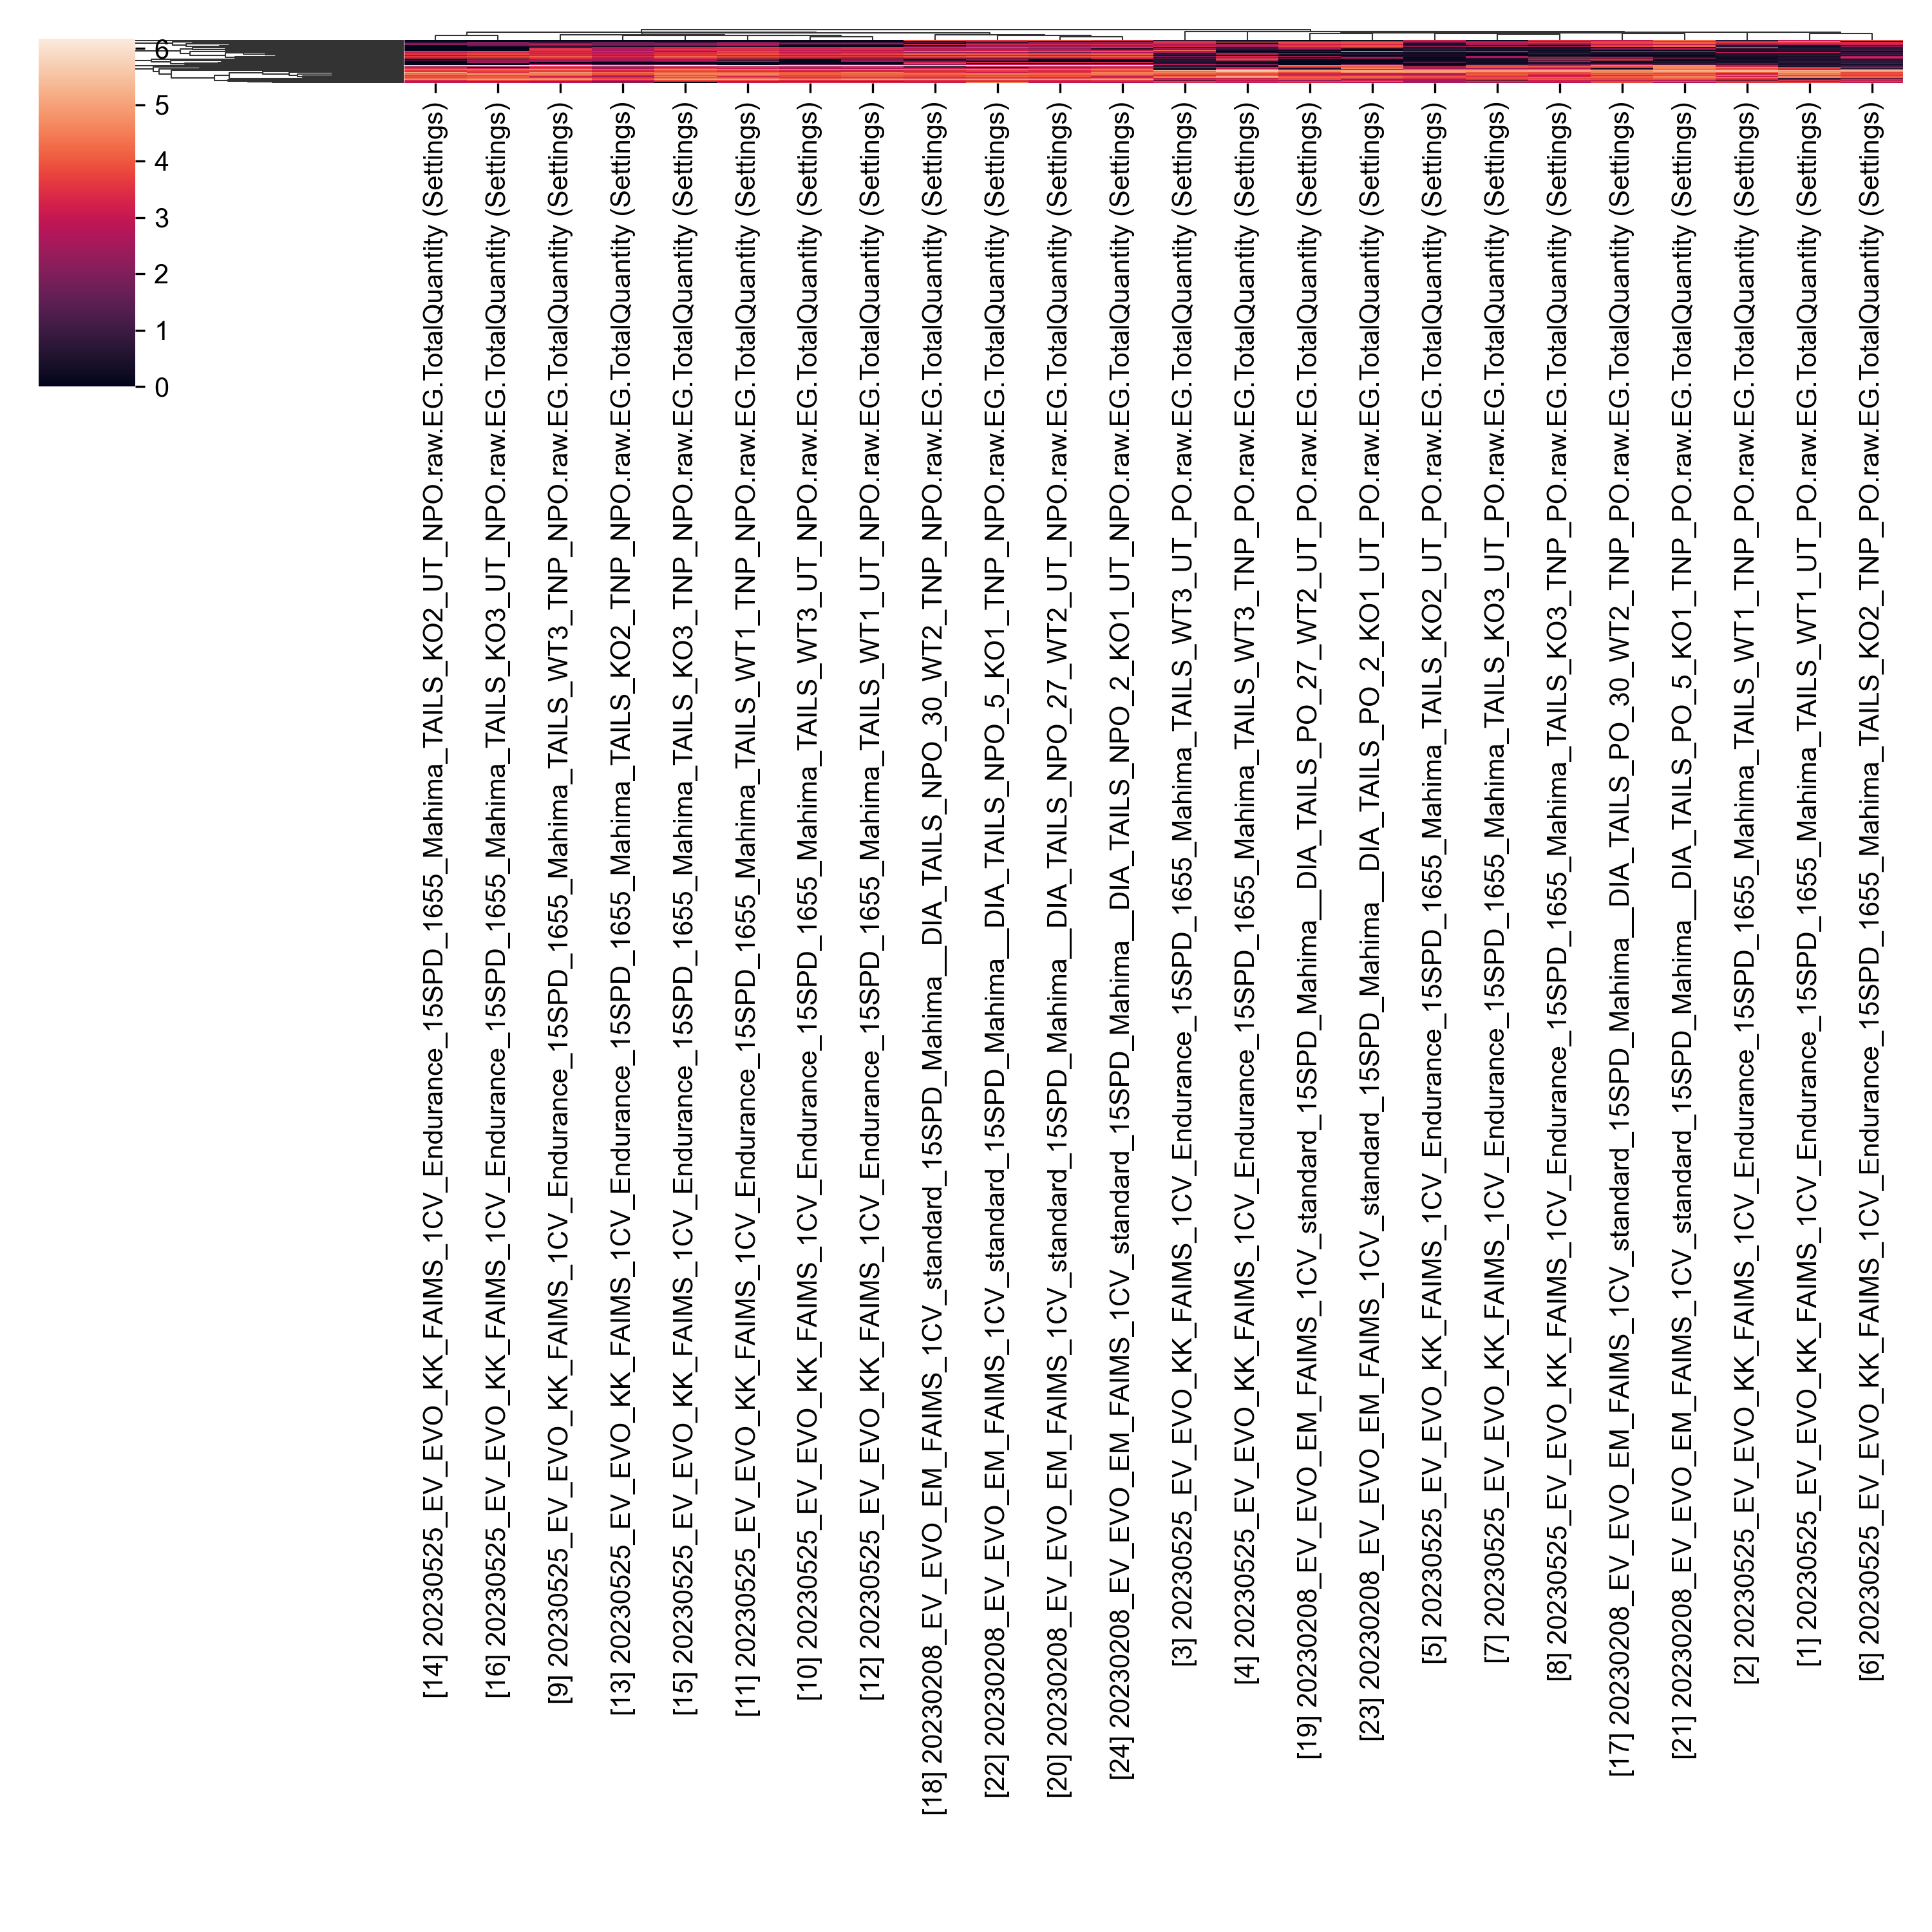 6
5
4
3
2
1
0
[14] 20230525_EV_EVO_KK_FAIMS_1CV_Endurance_15SPD_1655_Mahima_TAILS_KO2_UT_NPO.raw.EG.TotalQuantity (Settings)
[16] 20230525_EV_EVO_KK_FAIMS_1CV_Endurance_15SPD_1655_Mahima_TAILS_KO3_UT_NPO.raw.EG.TotalQuantity (Settings)
[9] 20230525_EV_EVO_KK_FAIMS_1CV_Endurance_15SPD_1655_Mahima_TAILS_WT3_TNP_NPO.raw.EG.TotalQuantity (Settings)
[13] 20230525_EV_EVO_KK_FAIMS_1CV_Endurance_15SPD_1655_Mahima_TAILS_KO2_TNP_NPO.raw.EG.TotalQuantity (Settings)
[15] 20230525_EV_EVO_KK_FAIMS_1CV_Endurance_15SPD_1655_Mahima_TAILS_KO3_TNP_NPO.raw.EG.TotalQuantity (Settings)
[11] 20230525_EV_EVO_KK_FAIMS_1CV_Endurance_15SPD_1655_Mahima_TAILS_WT1_TNP_NPO.raw.EG.TotalQuantity (Settings)
[10] 20230525_EV_EVO_KK_FAIMS_1CV_Endurance_15SPD_1655_Mahima_TAILS_WT3_UT_NPO.raw.EG.TotalQuantity (Settings)
[12] 20230525_EV_EVO_KK_FAIMS_1CV_Endurance_15SPD_1655_Mahima_TAILS_WT1_UT_NPO.raw.EG.TotalQuantity (Settings)
[18] 20230208_EV_EVO_EM_FAIMS_1CV_standard_15SPD_Mahima__DIA_TAILS_NPO_30_WT2_TNP_NPO.raw.EG.TotalQuantity (Settings)
[22] 20230208_EV_EVO_EM_FAIMS_1CV_standard_15SPD_Mahima__DIA_TAILS_NPO_5_KO1_TNP_NPO.raw.EG.TotalQuantity (Settings)
[20] 20230208_EV_EVO_EM_FAIMS_1CV_standard_15SPD_Mahima__DIA_TAILS_NPO_27_WT2_UT_NPO.raw.EG.TotalQuantity (Settings)
[24] 20230208_EV_EVO_EM_FAIMS_1CV_standard_15SPD_Mahima__DIA_TAILS_NPO_2_KO1_UT_NPO.raw.EG.TotalQuantity (Settings)
[3] 20230525_EV_EVO_KK_FAIMS_1CV_Endurance_15SPD_1655_Mahima_TAILS_WT3_UT_PO.raw.EG.TotalQuantity (Settings)
[4] 20230525_EV_EVO_KK_FAIMS_1CV_Endurance_15SPD_1655_Mahima_TAILS_WT3_TNP_PO.raw.EG.TotalQuantity (Settings)
[19] 20230208_EV_EVO_EM_FAIMS_1CV_standard_15SPD_Mahima__DIA_TAILS_PO_27_WT2_UT_PO.raw.EG.TotalQuantity (Settings)
[23] 20230208_EV_EVO_EM_FAIMS_1CV_standard_15SPD_Mahima__DIA_TAILS_PO_2_KO1_UT_PO.raw.EG.TotalQuantity (Settings)
[5] 20230525_EV_EVO_KK_FAIMS_1CV_Endurance_15SPD_1655_Mahima_TAILS_KO2_UT_PO.raw.EG.TotalQuantity (Settings)
[7] 20230525_EV_EVO_KK_FAIMS_1CV_Endurance_15SPD_1655_Mahima_TAILS_KO3_UT_PO.raw.EG.TotalQuantity (Settings)
[8] 20230525_EV_EVO_KK_FAIMS_1CV_Endurance_15SPD_1655_Mahima_TAILS_KO3_TNP_PO.raw.EG.TotalQuantity (Settings)
[17] 20230208_EV_EVO_EM_FAIMS_1CV_standard_15SPD_Mahima__DIA_TAILS_PO_30_WT2_TNP_PO.raw.EG.TotalQuantity (Settings)
[21] 20230208_EV_EVO_EM_FAIMS_1CV_standard_15SPD_Mahima__DIA_TAILS_PO_5_KO1_TNP_PO.raw.EG.TotalQuantity (Settings)
[2] 20230525_EV_EVO_KK_FAIMS_1CV_Endurance_15SPD_1655_Mahima_TAILS_WT1_TNP_PO.raw.EG.TotalQuantity (Settings)
[1] 20230525_EV_EVO_KK_FAIMS_1CV_Endurance_15SPD_1655_Mahima_TAILS_WT1_UT_PO.raw.EG.TotalQuantity (Settings)
[6] 20230525_EV_EVO_KK_FAIMS_1CV_Endurance_15SPD_1655_Mahima_TAILS_KO2_TNP_PO.raw.EG.TotalQuantity (Settings)